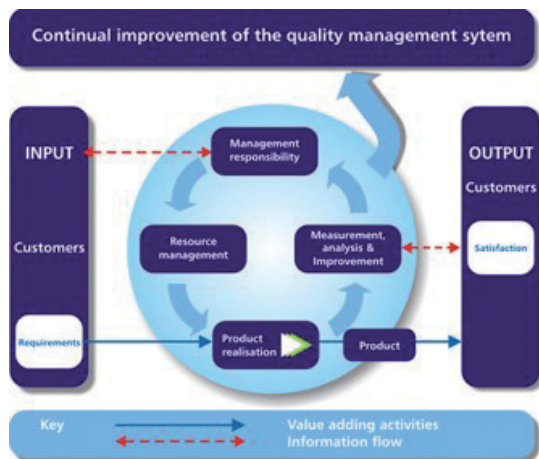 Continual improvement of the quality management sytem
INPUT
Customers
Requirements
Management
responsibility
Resource
management
Measurement,
analysis &
Improvement
Product
realisation
Product
OUTPUT
Customers
Satisfaction
Key
Value adding activities
Information flow